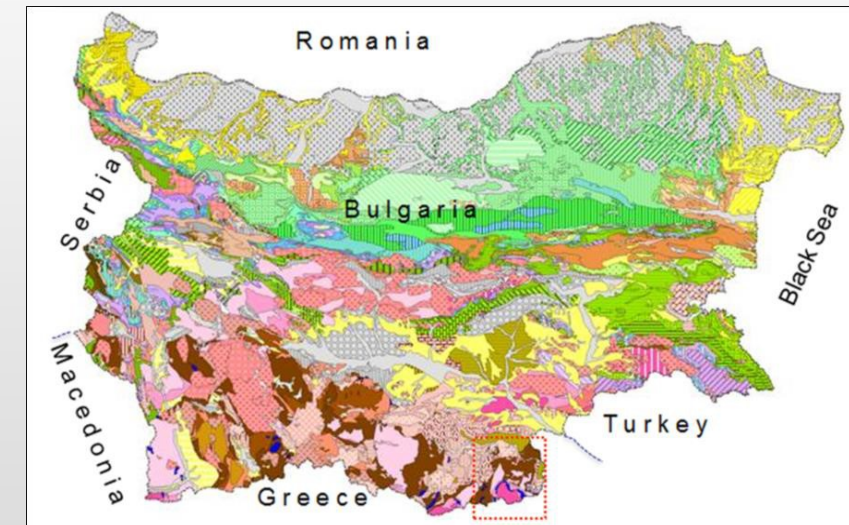 Romania
Serbia
Bulgaria
Black Sea
Macedonia
Turkey
Greece